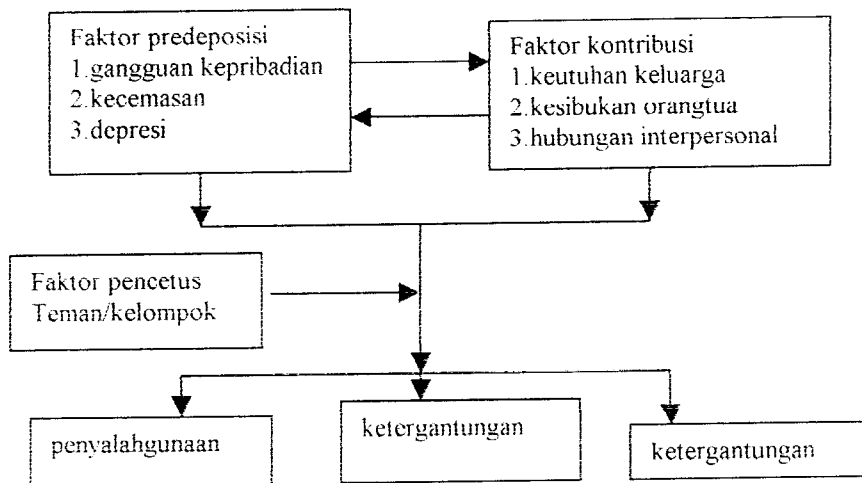 Faktor predeposisi
1.gangguan kepribadian
2.kecemasan
3.depresi
Faktor kontribusi
1.keutuhan keluarga
2.kesibukan orangtua
3.hubungan interpersonal
Faktor pencetus
Teman/kelompok
penyalahgunaan
ketergantungan
ketergantungan